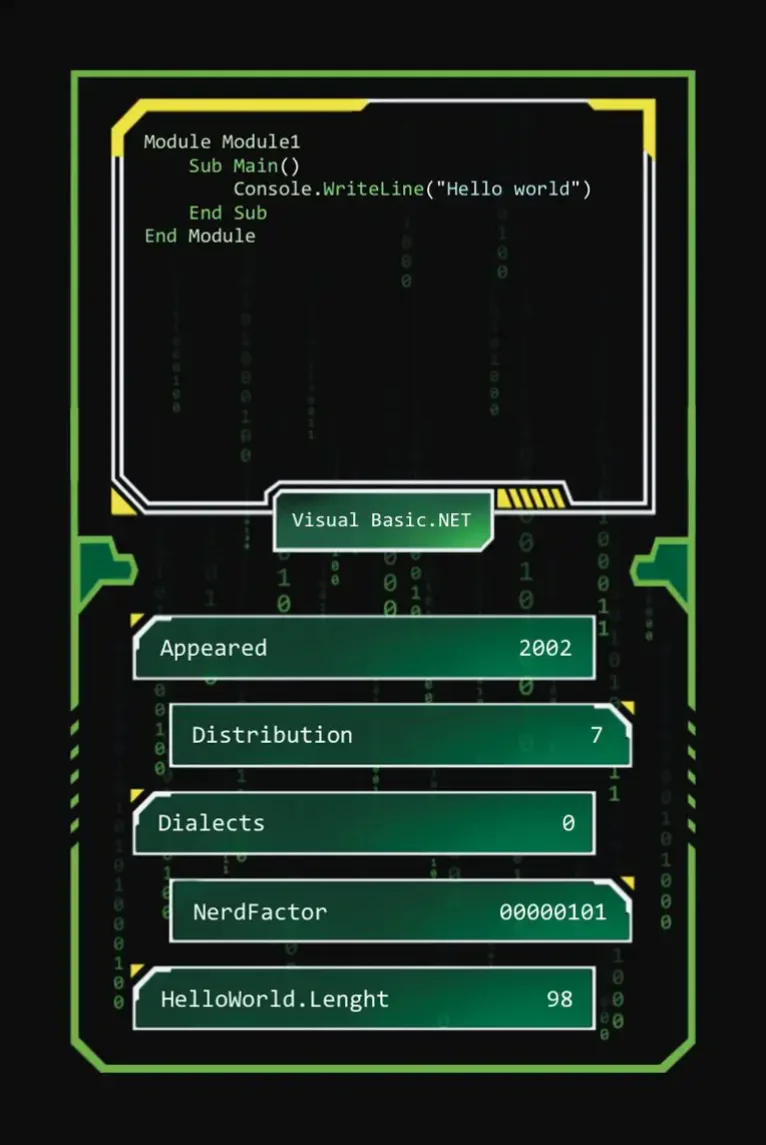 Module Module1
    Sub Main()
        Console.WriteLine("Hello world")
    End Sub
End Module
Visual Basic.NET
Appeared 2002
Distribution 7
Dialects 0
NerdFactor 00000101
HelloWorld.Lenght 98